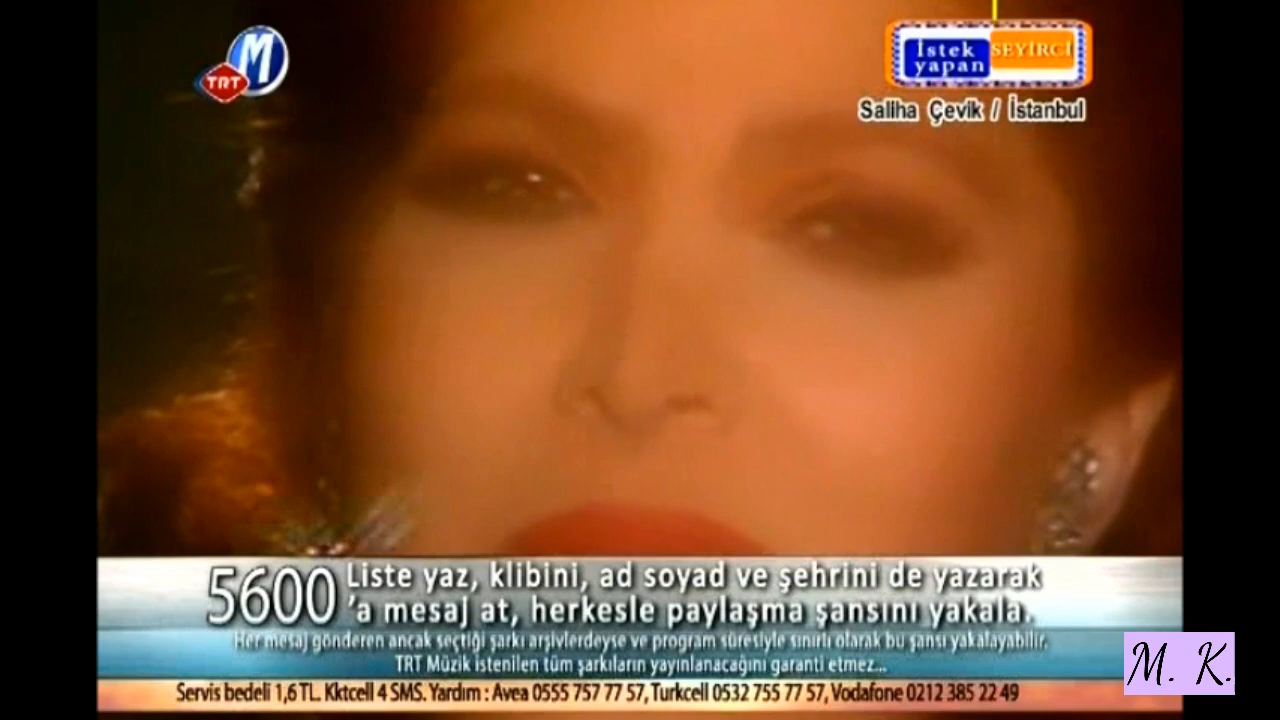 M
TRT
İstek yapan
SEYİRCİ
Saliha Çevik / İstanbul
5600
Liste yaz, klibini, ad soyad ve şehrini de yazarak
'a mesaj at, herkesle paylaşma şansını yakala.
Her mesaj gönderen ancak seçtiği şarkı arşivlerdeyse ve program süresiyle sınırlı olarak bu şansı yakalayabilir.
TRT Müzik istenilen tüm şarkıların yayınlanacağını garanti etmez...
Servis bedeli 1,6 TL. Kktcell 4 SMS. Yardım : Avea 0555 757 77 57, Turkcell 0532 755 77 57, Vodafone 0212 385 22 49
M. K.